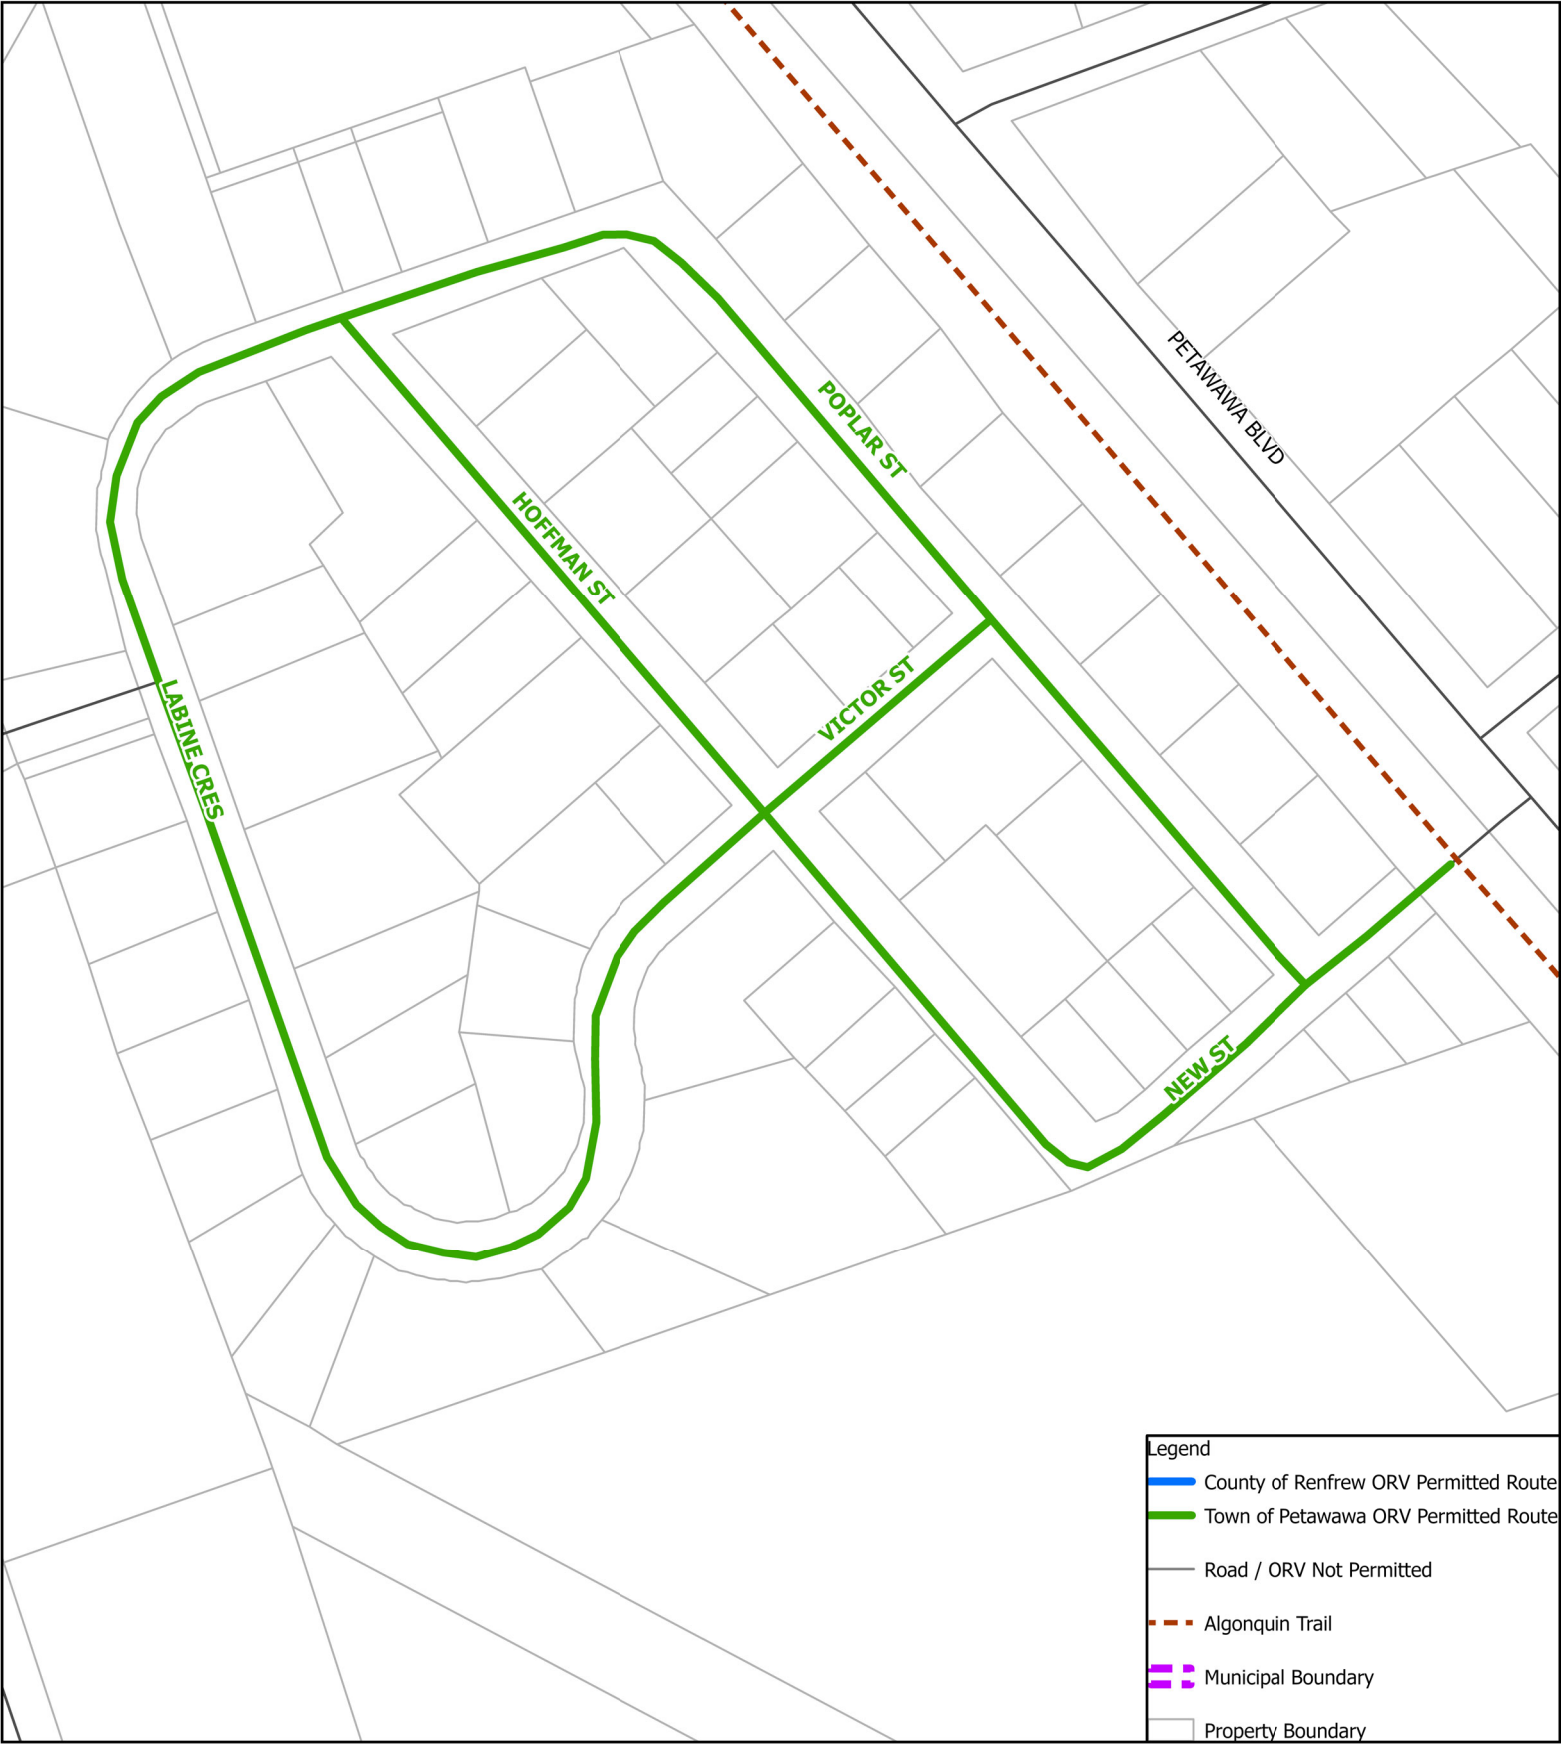 PETAWAWA BLVD
POPLAR ST
HOFFMAN ST
VICTOR ST
LABINE CRES
NEW ST
Legend
County of Renfrew ORV Permitted Route
Town of Petawawa ORV Permitted Route
Road / ORV Not Permitted
Algonquin Trail
Municipal Boundary
Property Boundary